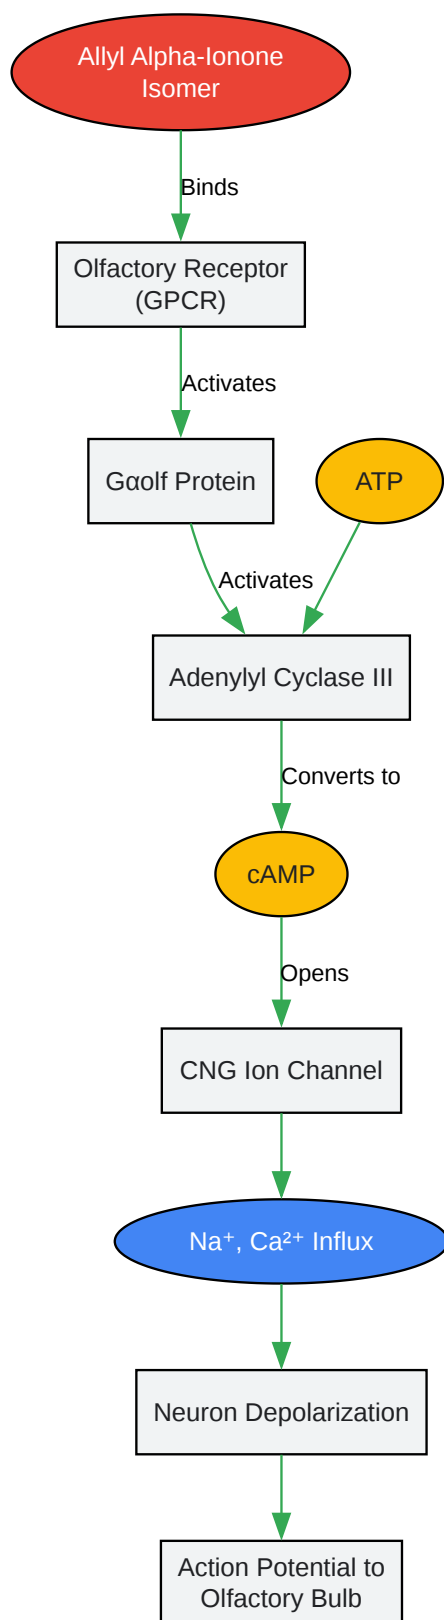 Allyl Alpha-Ionone
Isomer
Binds
Olfactory Receptor
(GPCR)
Activates
Gαolf Protein
ATP
Activates
Adenylyl Cyclase III
Converts to
cAMP
Opens
CNG Ion Channel
Na⁺, Ca²⁺ Influx
Neuron Depolarization
Action Potential to
Olfactory Bulb